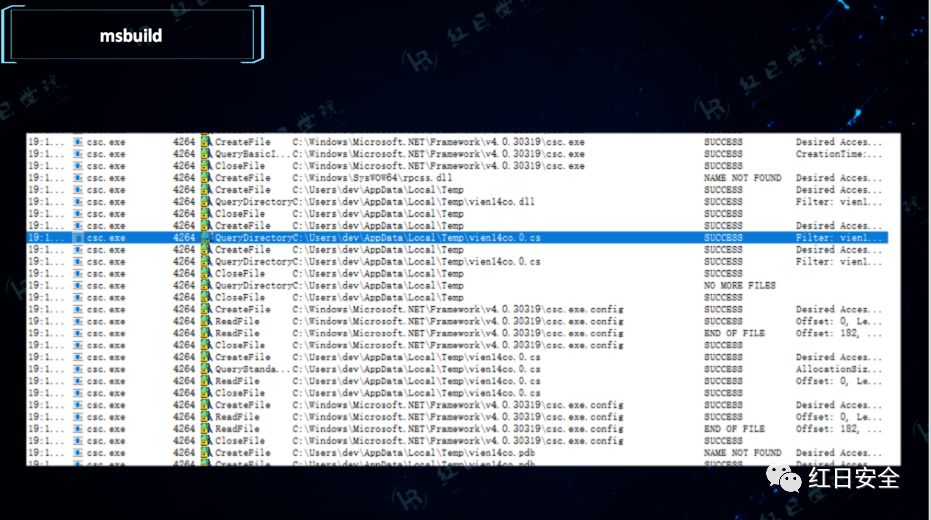 msbuild
19:1... csc.exe 4264 CreateFile C:\Windows\Microsoft.NET\Framework\v4.0.30319\csc.exe SUCCESS Desired Acces...
19:1... csc.exe 4264 QueryBasicI... C:\Windows\Microsoft.NET\Framework\v4.0.30319\csc.exe SUCCESS CreationTime:...
19:1... csc.exe 4264 CloseFile C:\Windows\Microsoft.NET\Framework\v4.0.30319\csc.exe SUCCESS
19:1... csc.exe 4264 CreateFile C:\Windows\SysWOW64\rpcss.dll NAME NOT FOUND Desired Acces...
19:1... csc.exe 4264 CreateFile C:\Users\dev\AppData\Local\Temp SUCCESS Desired Acces...
19:1... csc.exe 4264 QueryDirectory C:\Users\dev\AppData\Local\Temp\vien14co.dll SUCCESS Filter: vien1...
19:1... csc.exe 4264 CloseFile C:\Users\dev\AppData\Local\Temp SUCCESS
19:1... csc.exe 4264 CreateFile C:\Users\dev\AppData\Local\Temp SUCCESS Desired Acces...
19:1... csc.exe 4264 QueryDirectory C:\Users\dev\AppData\Local\Temp\vien14co.0.cs SUCCESS Filter: vien1...
19:1... csc.exe 4264 CreateFile C:\Users\dev\AppData\Local\Temp SUCCESS Desired Acces...
19:1... csc.exe 4264 QueryDirectory C:\Users\dev\AppData\Local\Temp\vien14co.0.cs SUCCESS Filter: vien1...
19:1... csc.exe 4264 CloseFile C:\Users\dev\AppData\Local\Temp SUCCESS
19:1... csc.exe 4264 QueryDirectory C:\Users\dev\AppData\Local\Temp NO MORE FILES
19:1... csc.exe 4264 CloseFile C:\Users\dev\AppData\Local\Temp SUCCESS
19:1... csc.exe 4264 CreateFile C:\Windows\Microsoft.NET\Framework\v4.0.30319\csc.exe.config SUCCESS Desired Acces...
19:1... csc.exe 4264 ReadFile C:\Windows\Microsoft.NET\Framework\v4.0.30319\csc.exe.config SUCCESS Offset: 0, Le...
19:1... csc.exe 4264 ReadFile C:\Windows\Microsoft.NET\Framework\v4.0.30319\csc.exe.config END OF FILE Offset: 182, ...
19:1... csc.exe 4264 CloseFile C:\Windows\Microsoft.NET\Framework\v4.0.30319\csc.exe.config SUCCESS
19:1... csc.exe 4264 CreateFile C:\Users\dev\AppData\Local\Temp\vien14co.0.cs SUCCESS Desired Acces...
19:1... csc.exe 4264 QueryStanda... C:\Users\dev\AppData\Local\Temp\vien14co.0.cs SUCCESS AllocationSiz...
19:1... csc.exe 4264 ReadFile C:\Users\dev\AppData\Local\Temp\vien14co.0.cs SUCCESS Offset: 0, Le...
19:1... csc.exe 4264 CloseFile C:\Users\dev\AppData\Local\Temp\vien14co.0.cs SUCCESS
19:1... csc.exe 4264 CreateFile C:\Windows\Microsoft.NET\Framework\v4.0.30319\csc.exe.config SUCCESS Desired Acces...
19:1... csc.exe 4264 ReadFile C:\Windows\Microsoft.NET\Framework\v4.0.30319\csc.exe.config SUCCESS Offset: 0, Le...
19:1... csc.exe 4264 ReadFile C:\Windows\Microsoft.NET\Framework\v4.0.30319\csc.exe.config END OF FILE Offset: 182, ...
19:1... csc.exe 4264 CloseFile C:\Windows\Microsoft.NET\Framework\v4.0.30319\csc.exe.config SUCCESS
19:1... csc.exe 4264 CreateFile C:\Users\dev\AppData\Local\Temp\vien14co.pdb NAME NOT FOUND Desired Acces...
19:1... csc.exe 4264 CreateFile C:\Users\dev\AppData\Local\Temp\vien14co.pdb SUCCESS Desired Acces...
红日安全